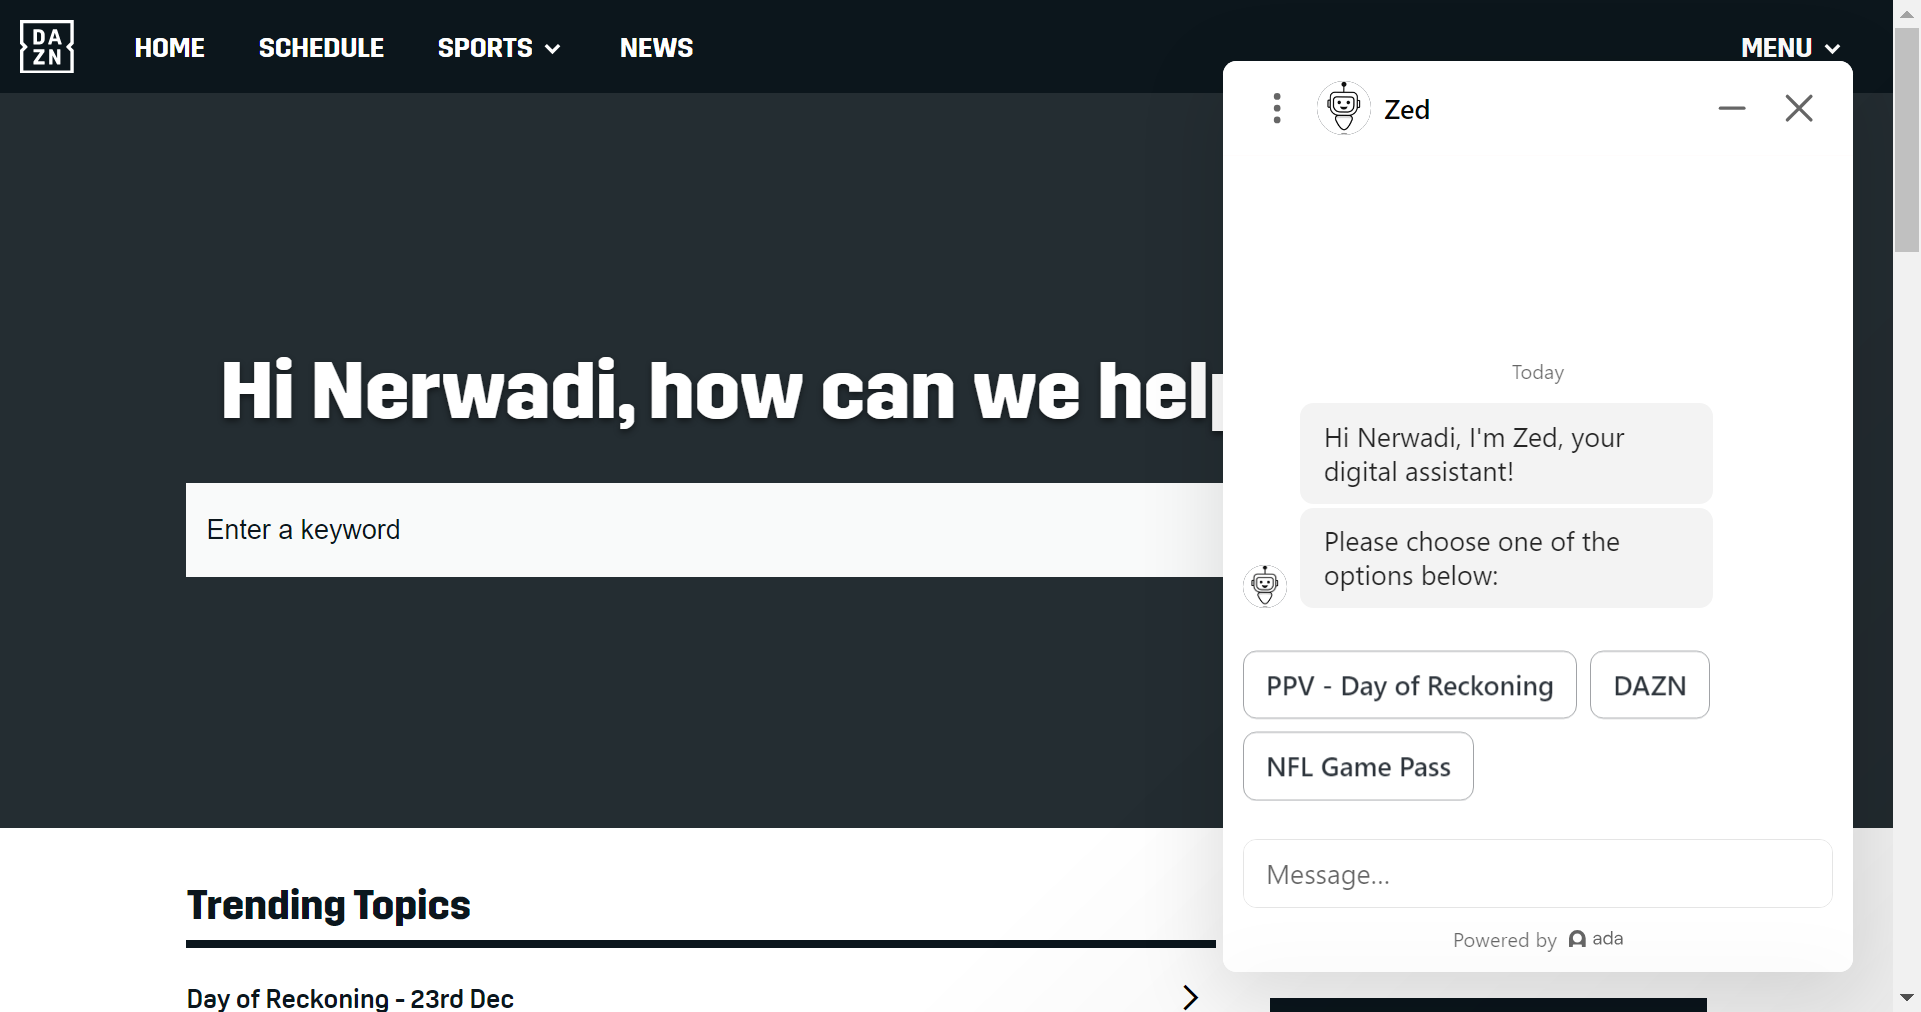 DA
ZN
HOME
SCHEDULE
SPORTS
NEWS
MENU
Zed
Hi Nerwadi, how can we help
Enter a keyword
Today
Hi Nerwadi, I'm Zed, your
digital assistant!
Please choose one of the
options below:
PPV - Day of Reckoning
DAZN
NFL Game Pass
Message...
Powered by ada
Trending Topics
Day of Reckoning - 23rd Dec